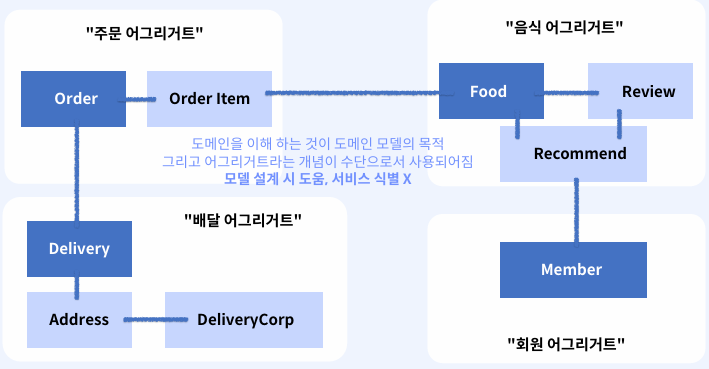 "주문 어그리거트"
Order
Order Item
"음식 어그리거트"
Food
Review
Recommend
도메인을 이해 하는 것이 도메인 모델의 목적
그리고 어그리거트라는 개념이 수단으로서 사용되어짐
모델 설계 시 도움, 서비스 식별 X
"배달 어그리거트"
Delivery
Address
DeliveryCorp
Member
"회원 어그리거트"